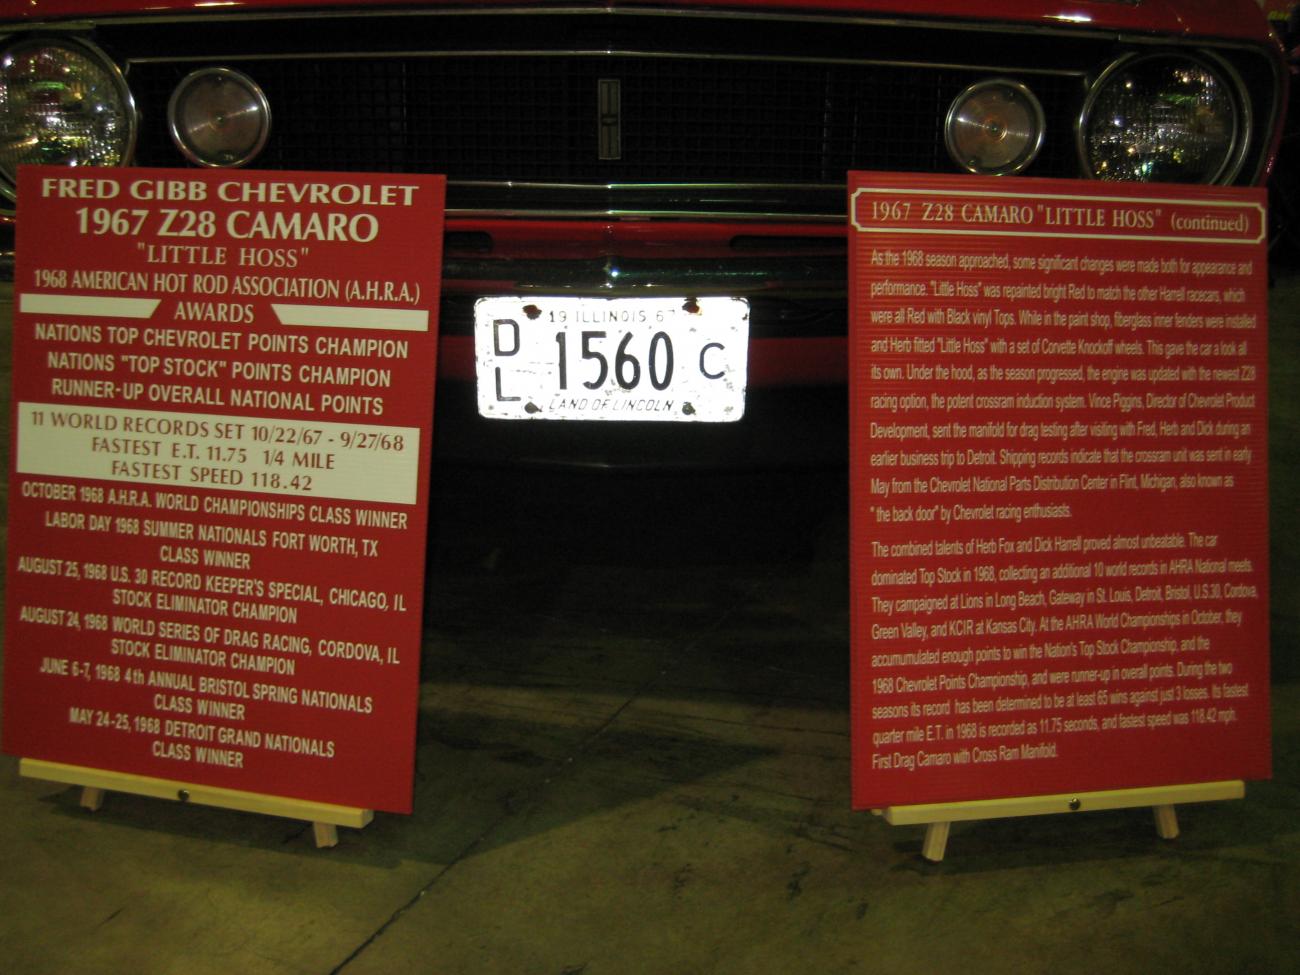 FRED GIBB CHEVROLET
1967 Z28 CAMARO
"LITTLE HOSS"
1968 AMERICAN HOT ROD ASSOCIATION (A.H.R.A.)
AWARDS
NATIONS TOP CHEVROLET POINTS CHAMPION
NATIONS "TOP STOCK" POINTS CHAMPION
RUNNER-UP OVERALL NATIONAL POINTS
11 WORLD RECORDS SET 10/22/67 - 9/27/68
FASTEST E.T. 11.75 1/4 MILE
FASTEST SPEED 118.42
OCTOBER 1968 A.H.R.A. WORLD CHAMPIONSHIPS CLASS WINNER
LABOR DAY 1968 SUMMER NATIONALS FORT WORTH, TX
CLASS WINNER
AUGUST 25, 1968 U.S. 30 RECORD KEEPER'S SPECIAL, CHICAGO, IL
STOCK ELIMINATOR CHAMPION
AUGUST 24, 1968 WORLD SERIES OF DRAG RACING, CORDOVA, IL
STOCK ELIMINATOR CHAMPION
JUNE 6-7, 1968 4th ANNUAL BRISTOL SPRING NATIONALS
CLASS WINNER
MAY 24-25, 1968 DETROIT GRAND NATIONALS
CLASS WINNER
19 ILLINOIS 67
DL 1560 C
LAND OF LINCOLN
1967 Z28 CAMARO "LITTLE HOSS" (continued)
As the 1968 season approached, some significant changes were made both for appearance and
performance. "Little Hoss" was repainted bright Red to match the other Harrell racecars, which
were all Red with Black vinyl Tops. While in the paint shop, fiberglass inner fenders were installed
and Herb fitted "Little Hoss" with a set of Corvette Knockoff wheels. This gave the car a look all
its own. Under the hood, as the season progressed, the engine was updated with the newest Z28
racing option, the potent crossram induction system. Vince Piggins, Director of Chevrolet Product
Development, sent the manifold for drag testing after visiting with Fred, Herb and Dick during an
earlier business trip to Detroit. Shipping records indicate that the crossram unit was sent in early
May from the Chevrolet National Parts Distribution Center in Flint, Michigan, also known as
" the back door" by Chevrolet racing enthusiasts.
The combined talents of Herb Fox and Dick Harrell proved almost unbeatable. The car
dominated Top Stock in 1968, collecting an additional 10 world records in AHRA National meets.
They campaigned at Lions in Long Beach, Gateway in St. Louis, Detroit, Bristol, U.S.30, Cordova,
Green Valley, and KCIR at Kansas City. At the AHRA World Championships in October, they
accumumulated enough points to win the Nation's Top Stock Championship, and the
1968 Chevrolet Points Championship, and were runner-up in overall points. During the two
seasons its record has been determined to be at least 65 wins against just 3 losses. Its fastest
quarter mile E.T. in 1968 is recorded as 11.75 seconds, and fastest speed was 118.42 mph.
First Drag Camaro with Cross Ram Manifold.